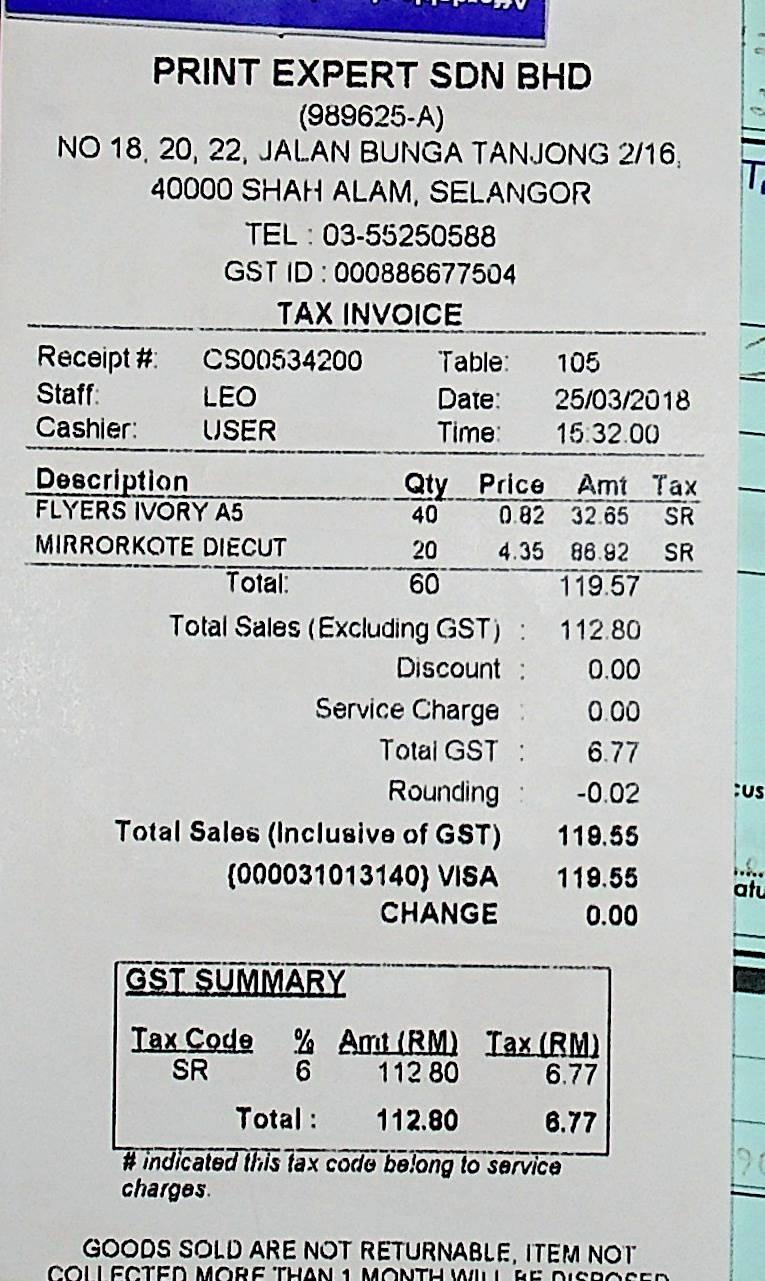 PRINT EXPERT SDN BHD
(989625-A)
NO 18, 20, 22, JALAN BUNGA TANJONG 2/16,
40000 SHAH ALAM, SELANGOR
TEL : 03-55250588
GST ID : 000886677504
TAX INVOICE
Receipt #: CS00534200 Table: 105
Staff: LEO Date: 25/03/2018
Cashier: USER Time: 15:32:00
Description Qty Price Amt Tax
FLYERS IVORY A5 40 0.82 32.65 SR
MIRRORKOTE DIECUT 20 4.35 86.92 SR
Total: 60 119.57
Total Sales (Excluding GST) : 112.80
Discount : 0.00
Service Charge : 0.00
Total GST : 6.77
Rounding : -0.02
Total Sales (Inclusive of GST) 119.55
{000031013140} VISA 119.55
CHANGE 0.00
GST SUMMARY
Tax Code % Amt (RM) Tax (RM)
SR 6 112.80 6.77
Total : 112.80 6.77
# indicated this tax code belong to service
charges.
GOODS SOLD ARE NOT RETURNABLE, ITEM NOT
COLLECTED MORE THAN 1 MONTH WILL BE DISPOSED